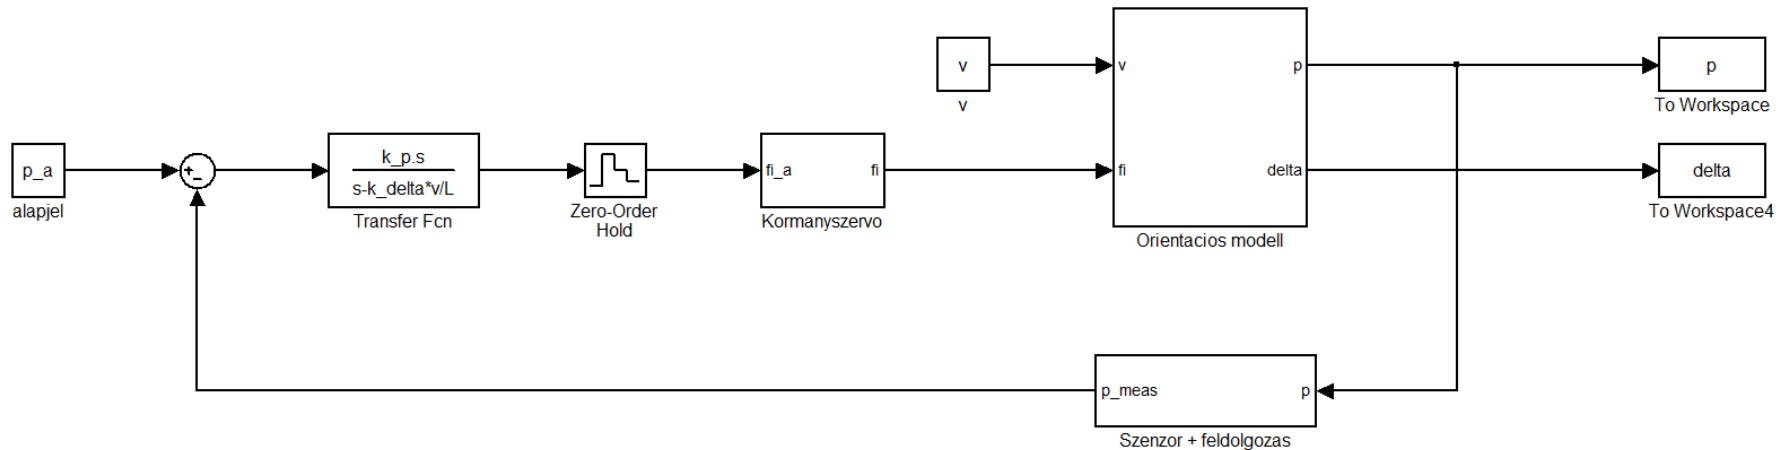 p_a
alapjel
+
-
k_p.s
s-k_delta*v/L
Transfer Fcn
Zero-Order
Hold
fi_a
fi
Kormanyszervo
v
v
v
fi
p
delta
Orientacios modell
p
To Workspace
delta
To Workspace4
p_meas
p
Szenzor + feldolgozas